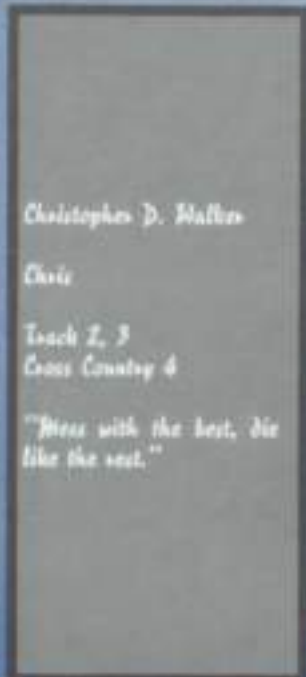 Christopher D. Walker
Chris
Track 2, 3
Cross Country 4
"Mess with the best, die
like the rest."